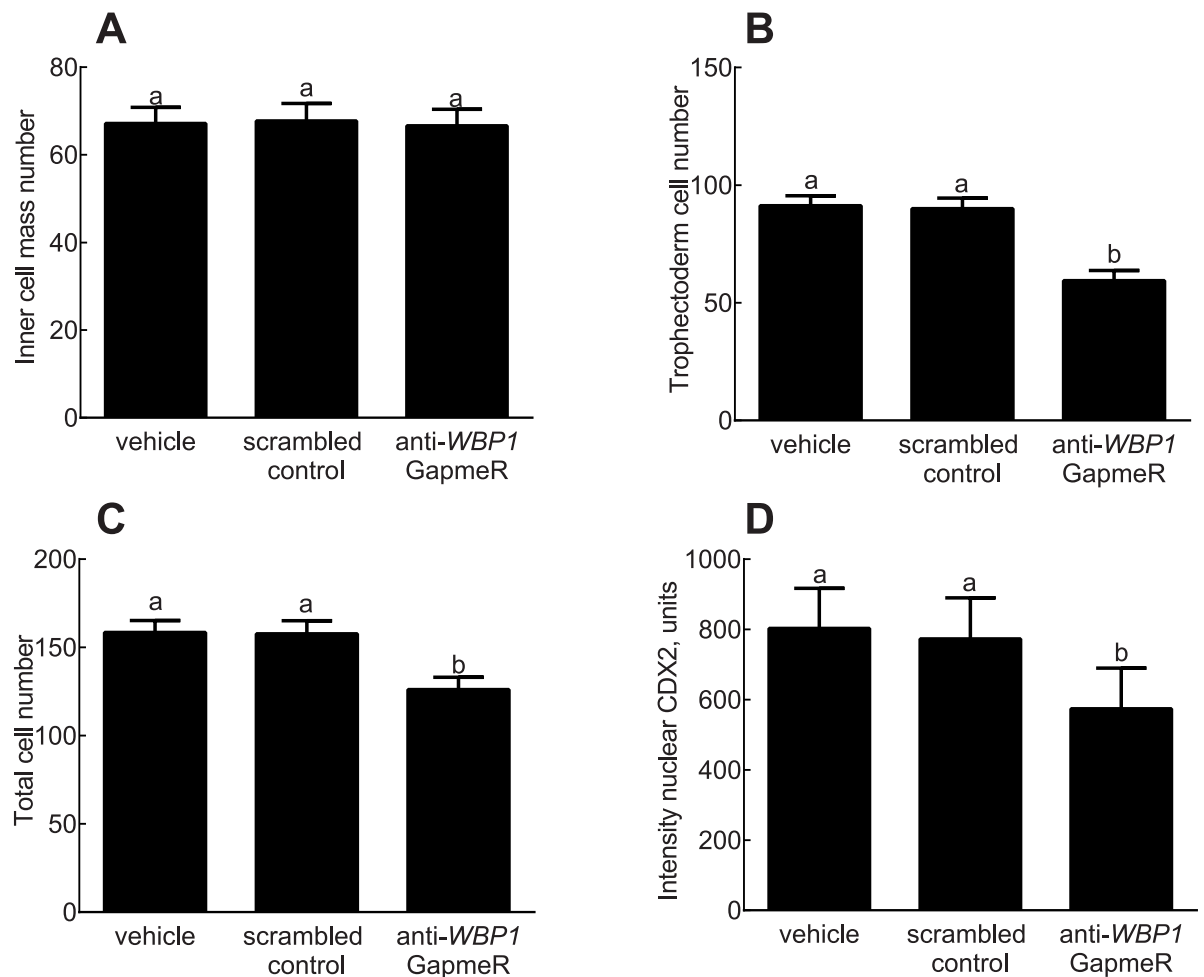 A
80
60
40
20
0
Inner cell mass number
a
a
a
vehicle
scrambled
control
anti-WBP1
GapmeR
B
150
100
50
0
Trophectoderm cell number
a
a
b
vehicle
scrambled
control
anti-WBP1
GapmeR
C
200
150
100
50
0
Total cell number
a
a
b
vehicle
scrambled
control
anti-WBP1
GapmeR
D
1000
800
600
400
200
0
Intensity nuclear CDX2, units
a
a
b
vehicle
scrambled
control
anti-WBP1
GapmeR